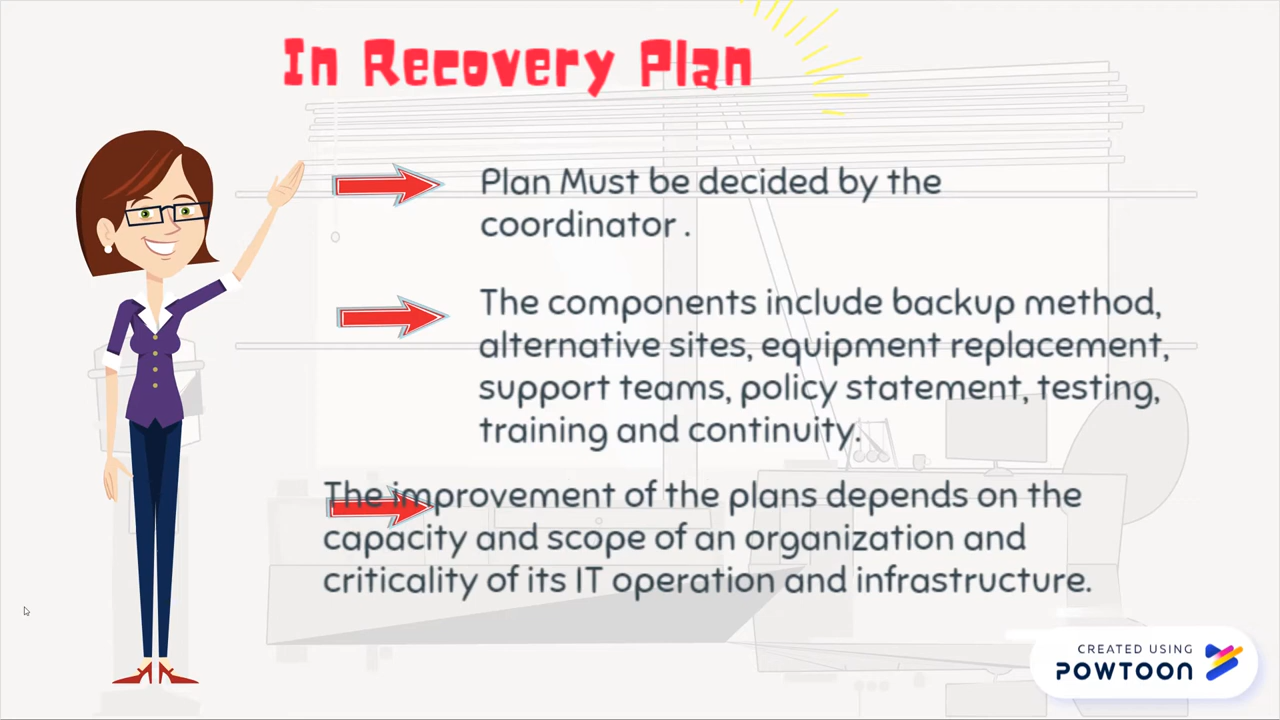 In Recovery Plan
Plan Must be decided by the
coordinator .
The components include backup method,
alternative sites, equipment replacement,
support teams, policy statement, testing,
training and continuity.
The improvement of the plans depends on the
capacity and scope of an organization and
criticality of its IT operation and infrastructure.
CREATED USING
POWTOON